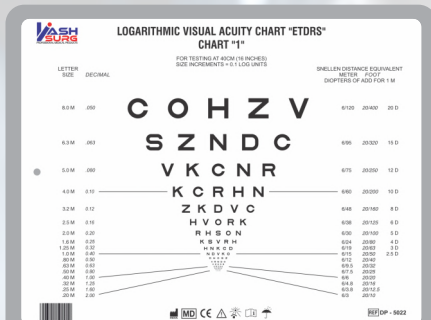 YASH SURG
LOGARITHMIC VISUAL ACUITY CHART "ETDRS"
CHART "1"
FOR TESTING AT 40CM (16 INCHES)
SIZE INCREMENTS = 0.1 LOG UNITS
LETTER SIZE DECIMAL
SNELLEN DISTANCE EQUIVALENT
METER FOOT
DIOPTERS OF ADD FOR 1 M
8.0 M .050 C O H Z V 6/120 20/400 20 D
6.3 M .063 S Z N D C 6/95 20/320 15 D
5.0 M .080 V K C N R 6/75 20/250 12 D
4.0 M 0.10 K C R H N 6/60 20/200 10 D
3.2 M 0.12 Z K D V C 6/48 20/160 8 D
2.5 M 0.16 H V O R K 6/38 20/125 6 D
2.0 M 0.20 R H S O N 6/30 20/100 5 D
1.6 M 0.25 K S V R H 6/24 20/80 4 D
1.25 M 0.32 H N K C D 6/19 20/63 3 D
1.0 M 0.40 N D V K O 6/15 20/50 2.5 D
.80 M 0.50 6/12 20/40
.63 M 0.63 6/9.5 20/32
.50 M 0.80 6/7.5 20/25
.40 M 1.00 6/6 20/20
.32 M 1.25 6/4.8 20/16
.25 M 1.60 6/3.8 20/12.5
.20 M 2.00 6/3 20/10
MD CE REF DP - 5022